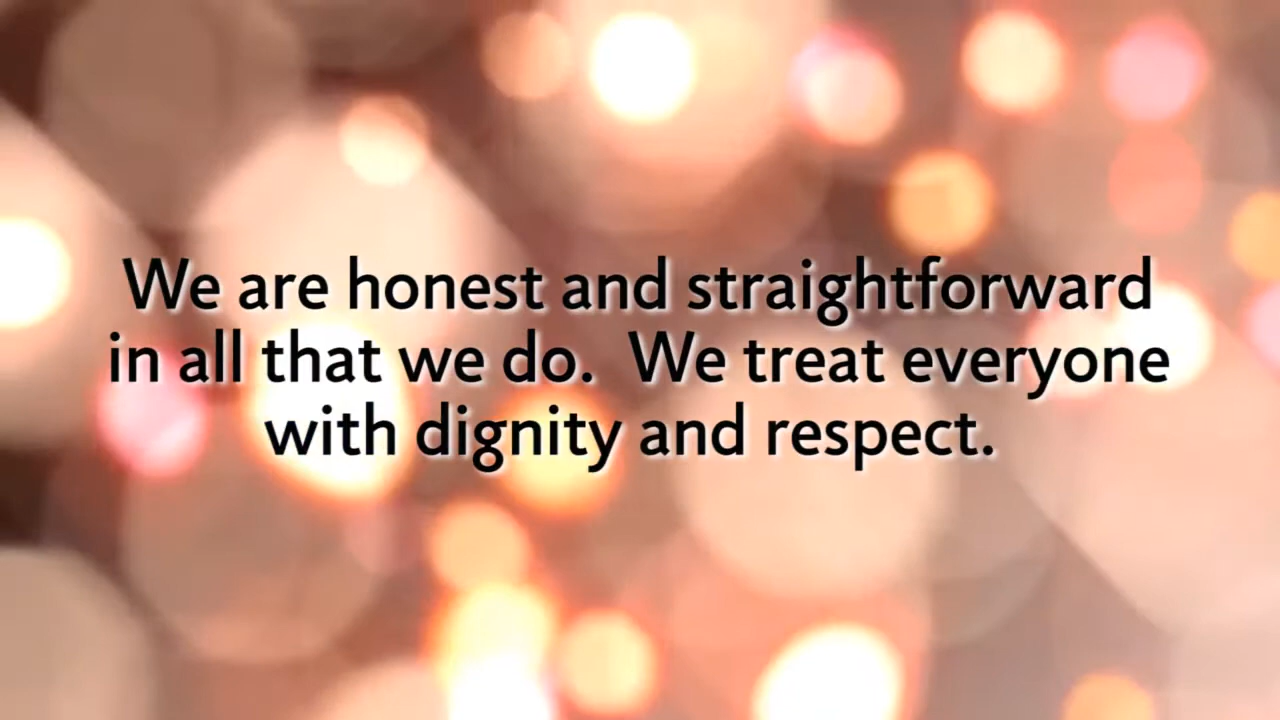 We are honest and straightforward
in all that we do.  We treat everyone
with dignity and respect.